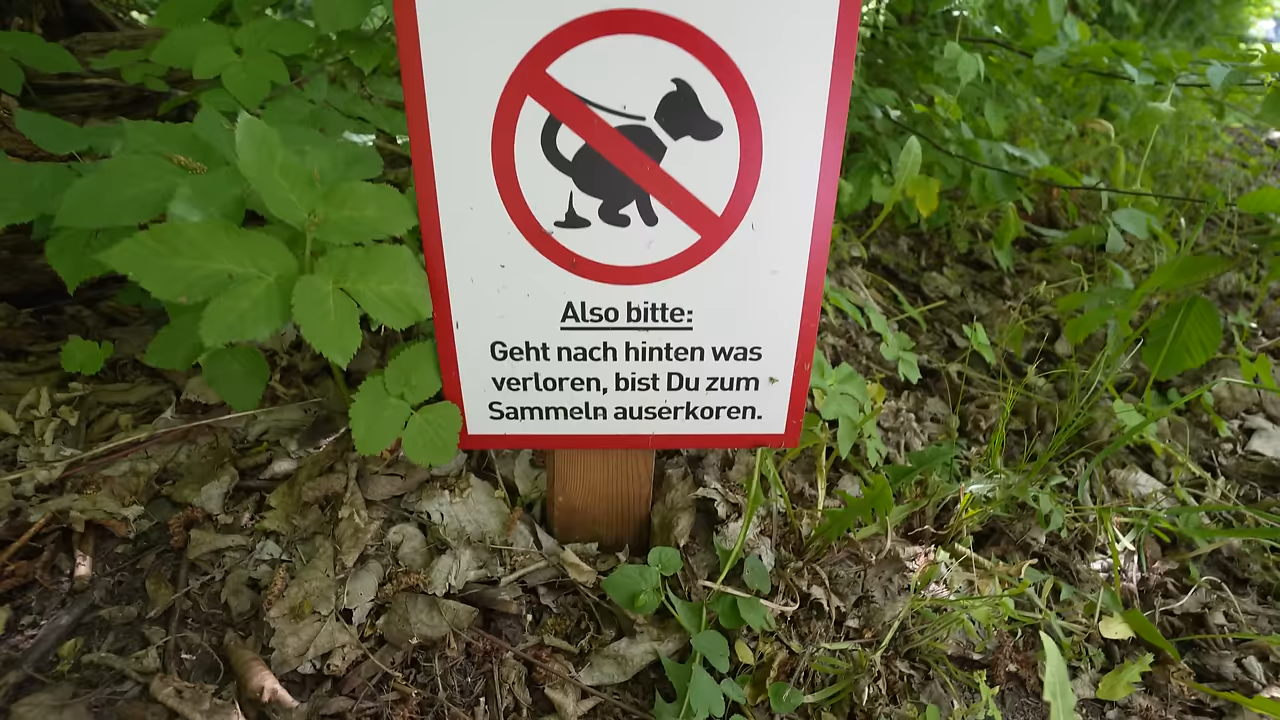 Also bitte:
Geht nach hinten was
verloren, bist Du zum
Sammeln auserkoren.